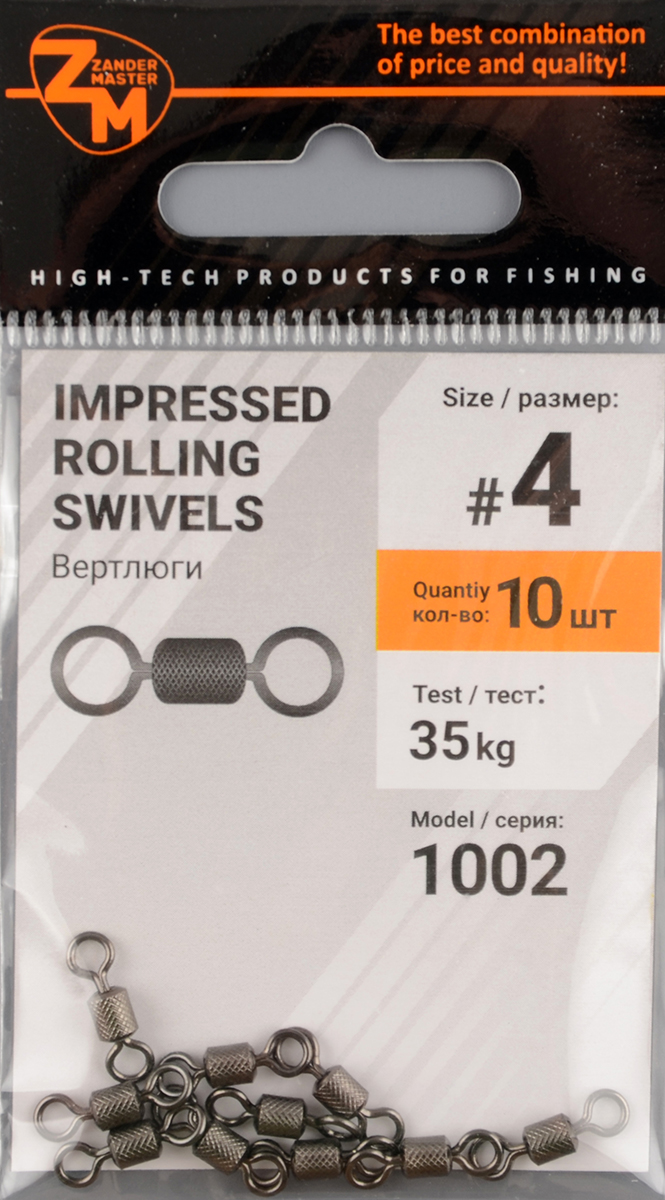 ZANDER
MASTER
ZM
The best combination
of price and quality!
HIGH-TECH PRODUCTS FOR FISHING
IMPRESSED
ROLLING
SWIVELS
Вертлюги
Size / размер:
#4
Quantiy
кол-во: 10 шт
Test / тест:
35 kg
Model / серия:
1002